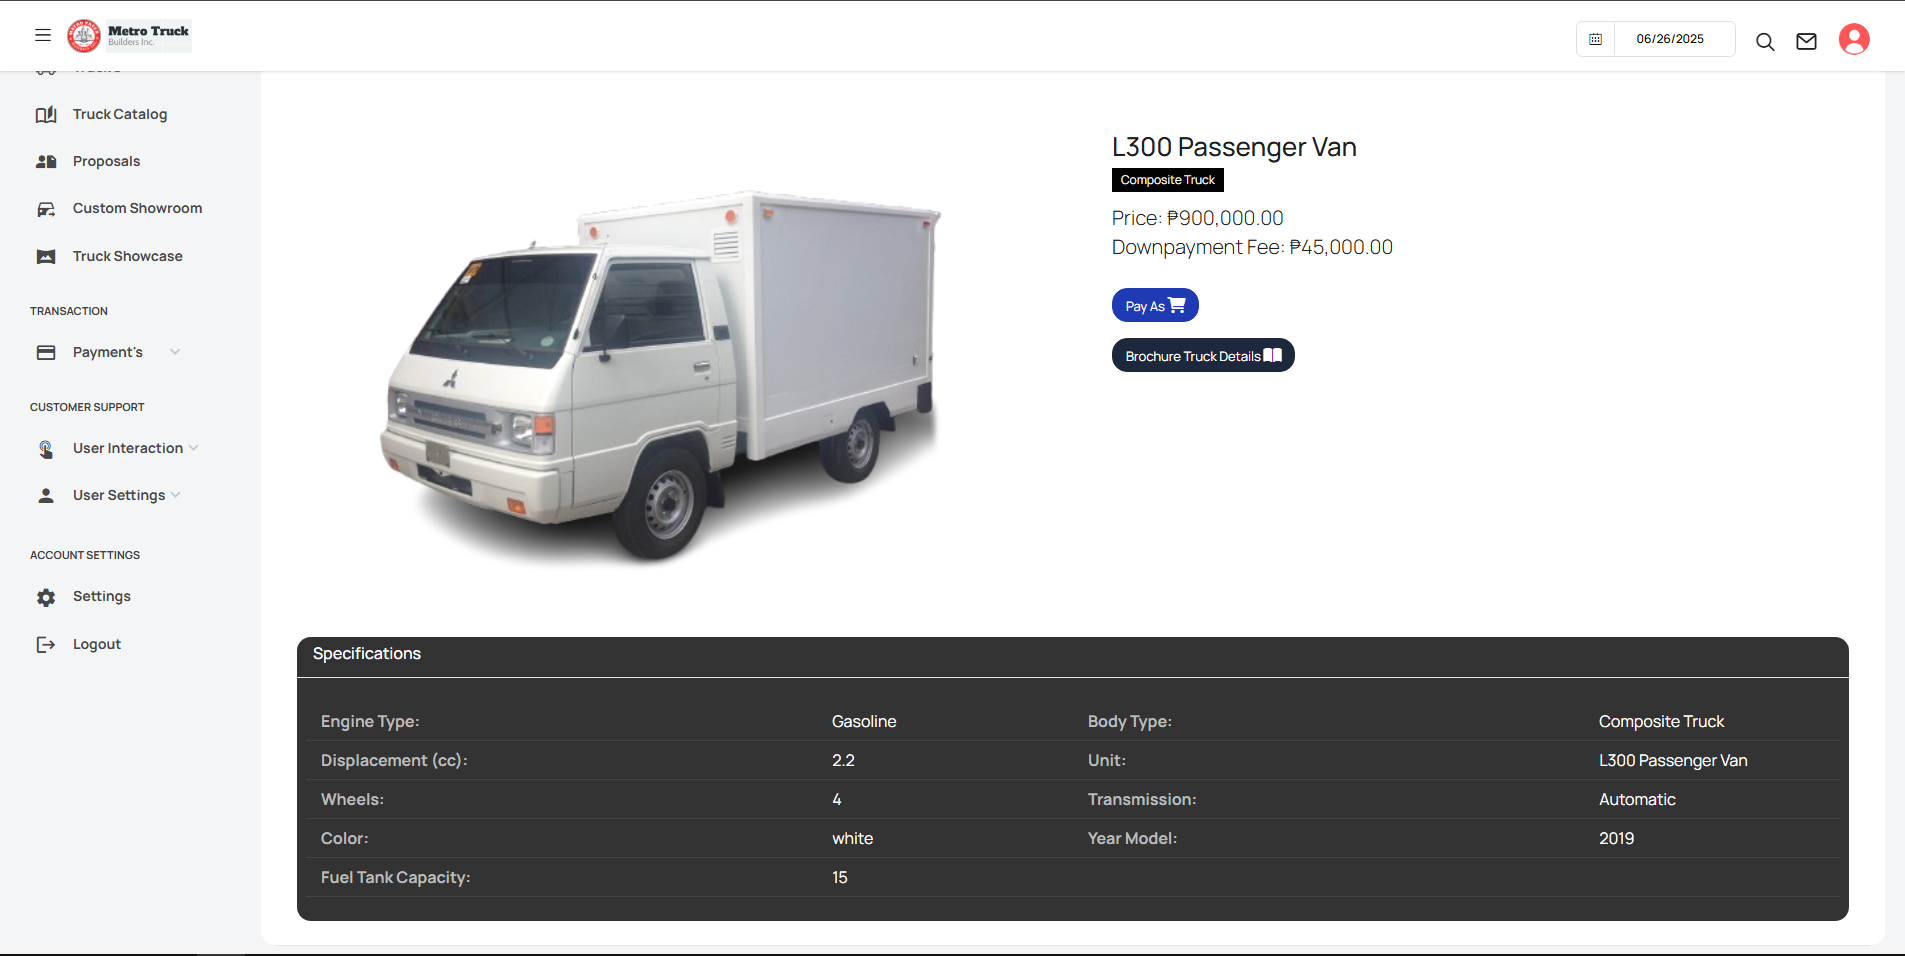 Metro Truck
Builders Inc.
06/26/2025
Truck Catalog
Proposals
Custom Showroom
Truck Showcase
TRANSACTION
Payment's
CUSTOMER SUPPORT
User Interaction
User Settings
ACCOUNT SETTINGS
Settings
Logout
L300 Passenger Van
Composite Truck
Price: ₱900,000.00
Downpayment Fee: ₱45,000.00
Pay As
Brochure Truck Details
Specifications
Engine Type: Gasoline Body Type: Composite Truck
Displacement (cc): 2.2 Unit: L300 Passenger Van
Wheels: 4 Transmission: Automatic
Color: white Year Model: 2019
Fuel Tank Capacity: 15